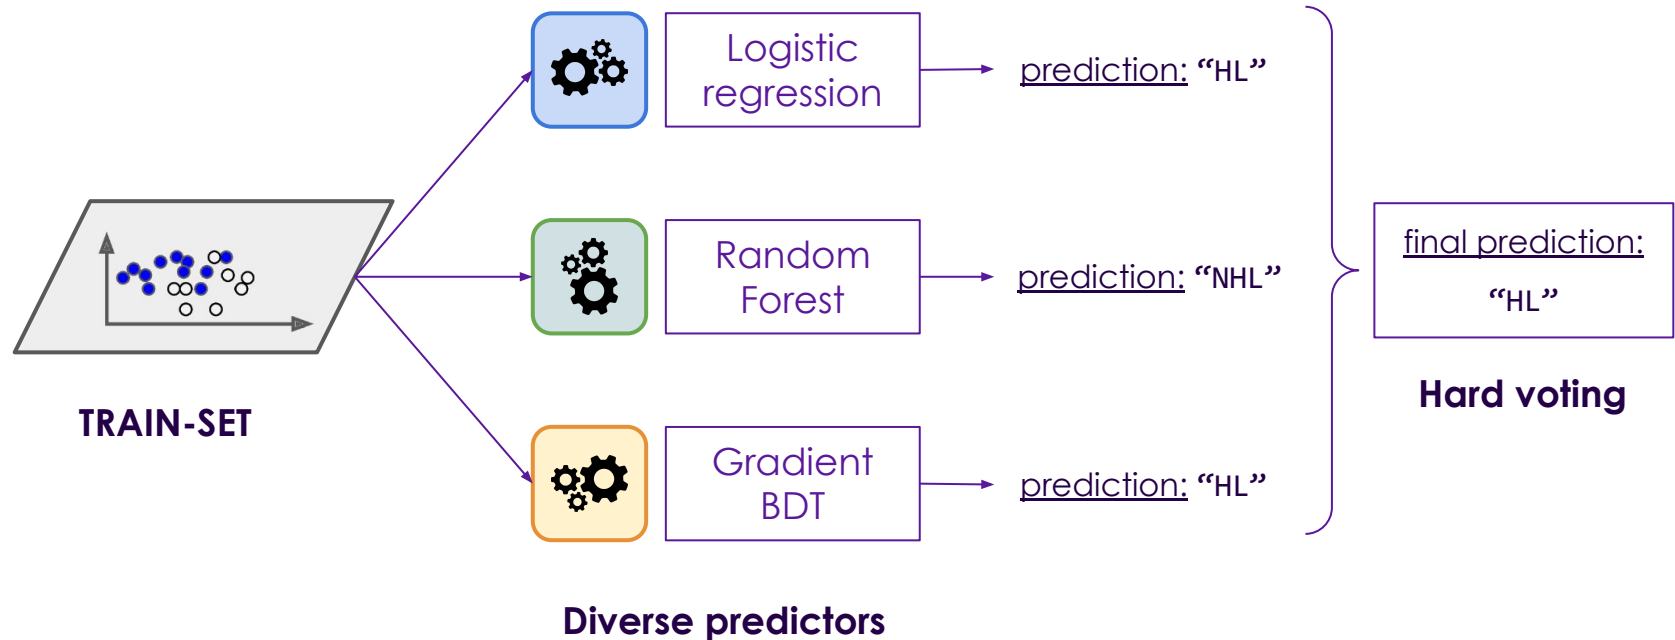 Logistic
regression
prediction: “HL”
Random
Forest
prediction: “NHL”
final prediction:
“HL”
Hard voting
TRAIN-SET
Gradient
BDT
prediction: “HL”
Diverse predictors